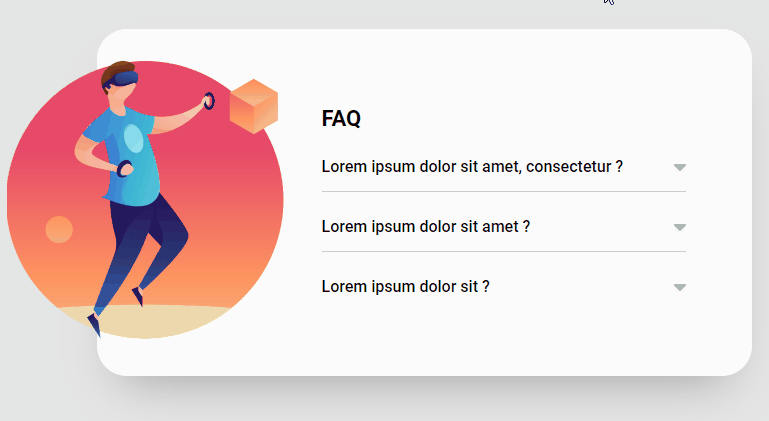 FAQ
Lorem ipsum dolor sit amet, consectetur ?
Lorem ipsum dolor sit amet ?
Lorem ipsum dolor sit ?